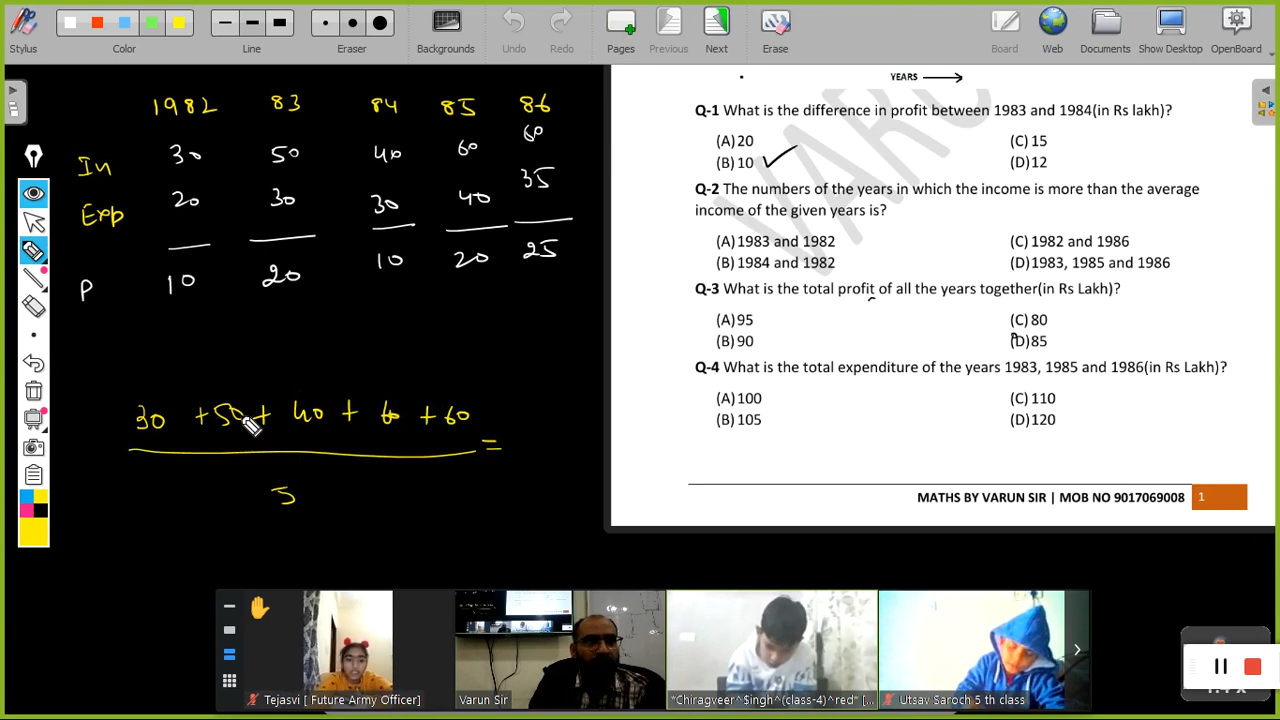 Stylus Color Line Eraser Backgrounds Undo Redo Pages Previous Next Erase Board Web Documents Show Desktop OpenBoard
1982 83 84 85 86
In 30 50 40 60 60
Exp 20 30 30 40 35
P 10 20 10 20 25
30 + 50 + 40 + 60 + 60 =
5
YEARS
Q-1 What is the difference in profit between 1983 and 1984(in Rs lakh)?
(A) 20 (C) 15
(B) 10 (D) 12
Q-2 The numbers of the years in which the income is more than the average
income of the given years is?
(A) 1983 and 1982 (C) 1982 and 1986
(B) 1984 and 1982 (D) 1983, 1985 and 1986
Q-3 What is the total profit of all the years together(in Rs Lakh)?
(A) 95 (C) 80
(B) 90 (D) 85
Q-4 What is the total expenditure of the years 1983, 1985 and 1986(in Rs Lakh)?
(A) 100 (C) 110
(B) 105 (D) 120
MATHS BY VARUN SIR | MOB NO 9017069008 1
Tejasvi [ Future Army Officer] Varun Sir *Chiragveer^Singh^(class-4)^red* [... Utsav Saroch 5 th class